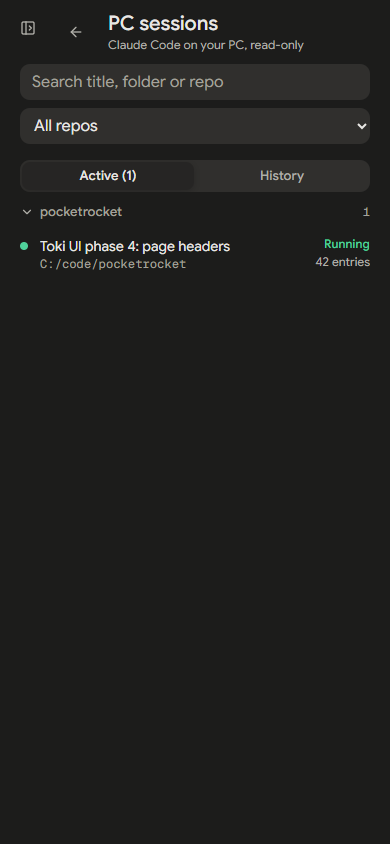 PC sessions
Claude Code on your PC, read-only
Search title, folder or repo
All repos
Active (1)
History
pocketrocket 1
Toki UI phase 4: page headers Running
C:/code/pocketrocket 42 entries